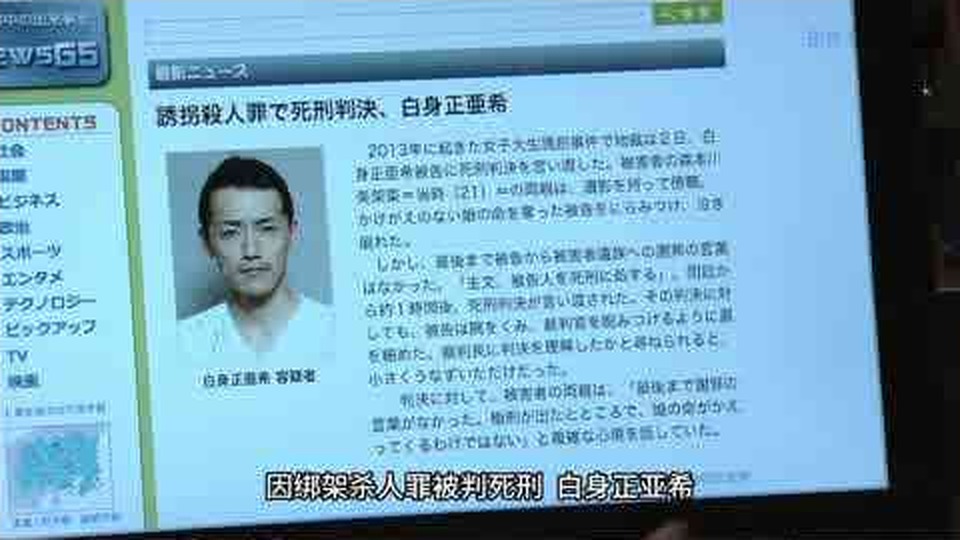 NEWSG5
へ移動
最新ニュース
誘拐殺人罪で死刑判決、白身正亜希
CONTENTS
社会
ビジネス
政治
スポーツ
エンタメ
テクノロジー
ピックアップ
TV
映画
白身正亜希 容疑者
2013年に起きた女子大生誘拐事件で地裁は2日、白
身正亜希被告に死刑判決を言い渡した。被害者の森本川
(21)=の両親は、遺影を持って傍聴。
かけがえのない娘の命を奪った被告をにらみつけ、泣き
崩れた。
しかし、最後まで被告から被害者遺族への謝罪の言葉
はなかった。「主文、被告人を死刑に処する」。開廷か
ら約1時間後、死刑判決が言い渡された。その判決に対
しても、被告は腕をくみ、裁判官を睨みつけるように眼
を細めた。裁判長に判決を理解したかと尋ねられると、
小さくうなずいただけだった。
判決に対して、被害者の両親は、「最後まで謝罪の
言葉がなかった。極刑が出たところで、娘の命がかえ
ってくるわけではない」と複雑な心境を話していた。
因绑架杀人罪被判死刑 白身正亚希